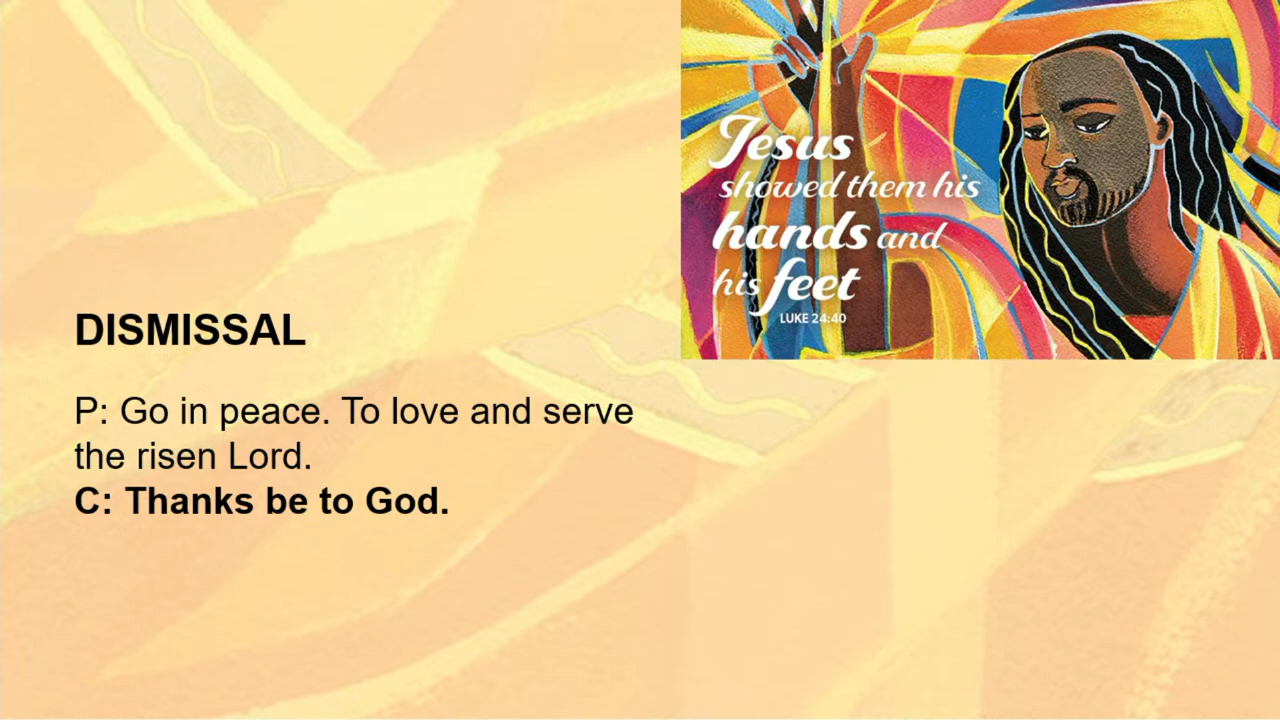 Jesus
showed them his
hands and
his feet
LUKE 24:40
DISMISSAL
P: Go in peace. To love and serve
the risen Lord.
C: Thanks be to God.